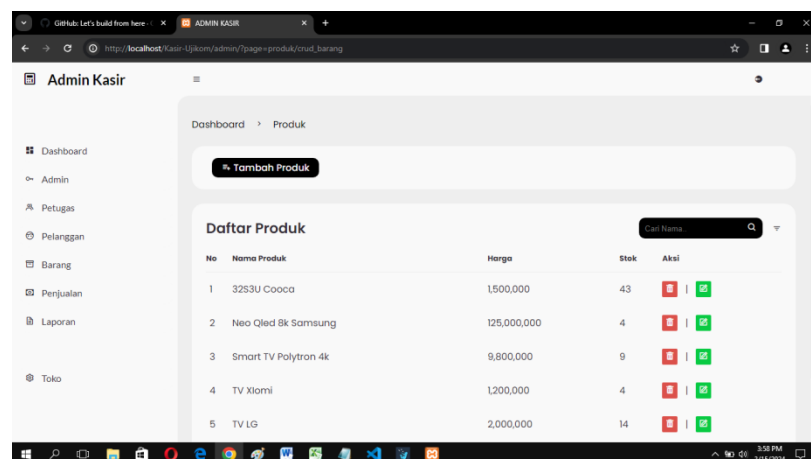 GitHub: Let's build from here · G
ADMIN KASIR
http://localhost/Kasir-Ujikom/admin/?page=produk/crud_barang
Admin Kasir
Dashboard > Produk
Dashboard
Tambah Produk
Admin
Petugas
Daftar Produk
Cari Nama..
Pelanggan
No Nama Produk Harga Stok Aksi
Barang
1 32S3U Cooca 1,500,000 43 |
Penjualan
Laporan
2 Neo Qled 8k Samsung 125,000,000 4 |
3 Smart TV Polytron 4k 9,800,000 9 |
Toko
4 TV XIomi 1,200,000 4 |
5 TV LG 2,000,000 14 |
3:58 PM